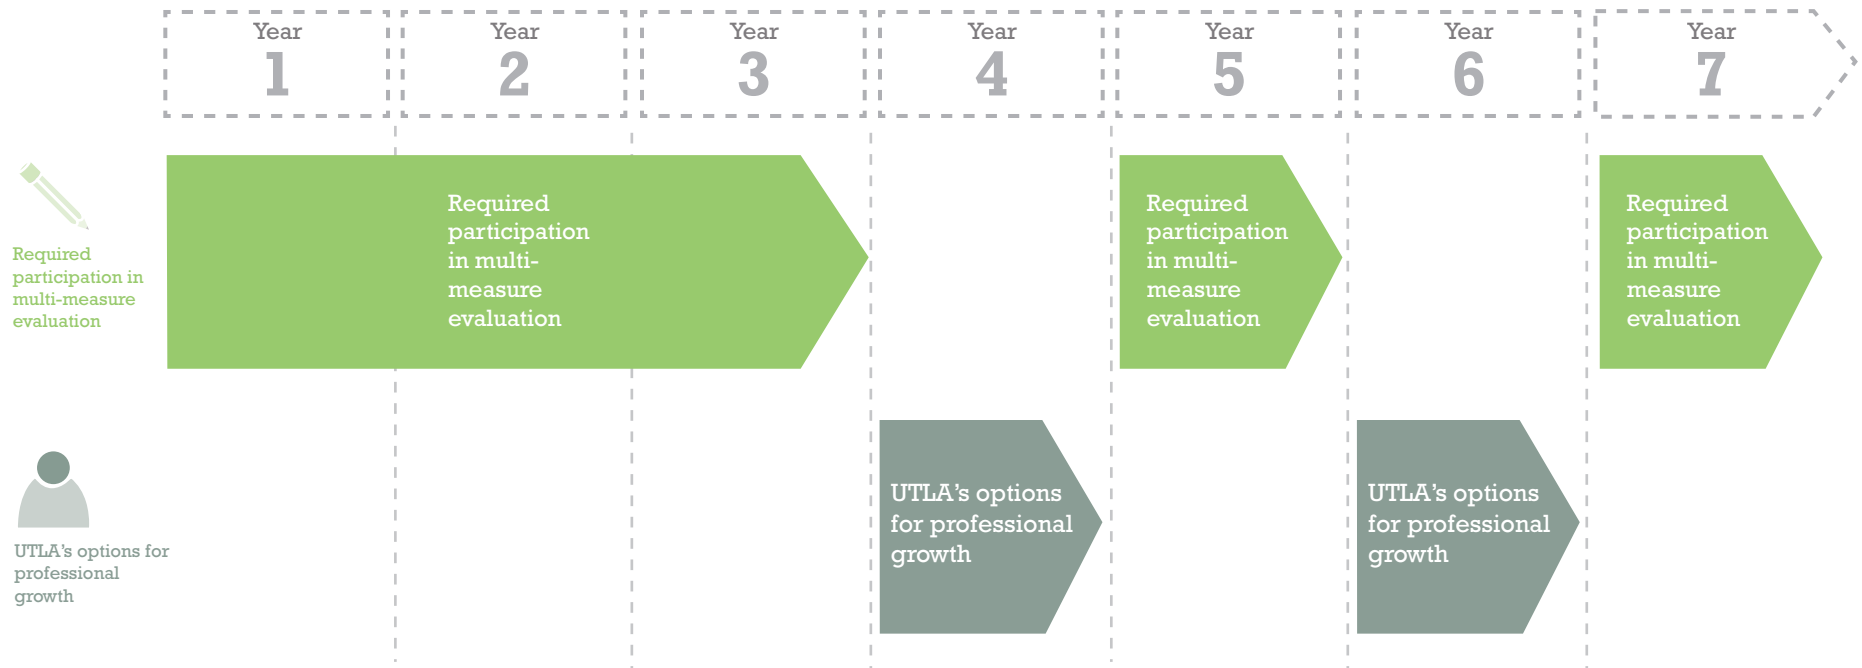 Year
1
Year
2
Year
3
Year
4
Year
5
Year
6
Year
7
Required
participation in
multi-measure
evaluation
Required
participation
in multi-
measure
evaluation
Required
participation
in multi-
measure
evaluation
Required
participation
in multi-
measure
evaluation
UTLA’s options for
professional
growth
UTLA’s options
for professional
growth
UTLA’s options
for professional
growth